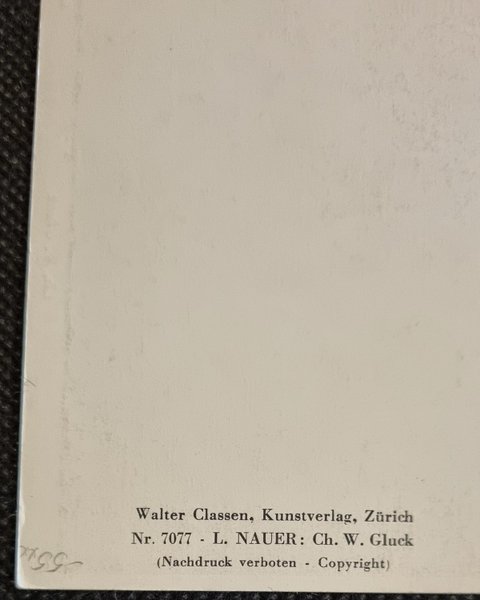 Walter Classen, Kunstverlag, Zürich
Nr. 7077 - L. NAUER: Ch. W. Gluck
(Nachdruck verboten - Copyright)